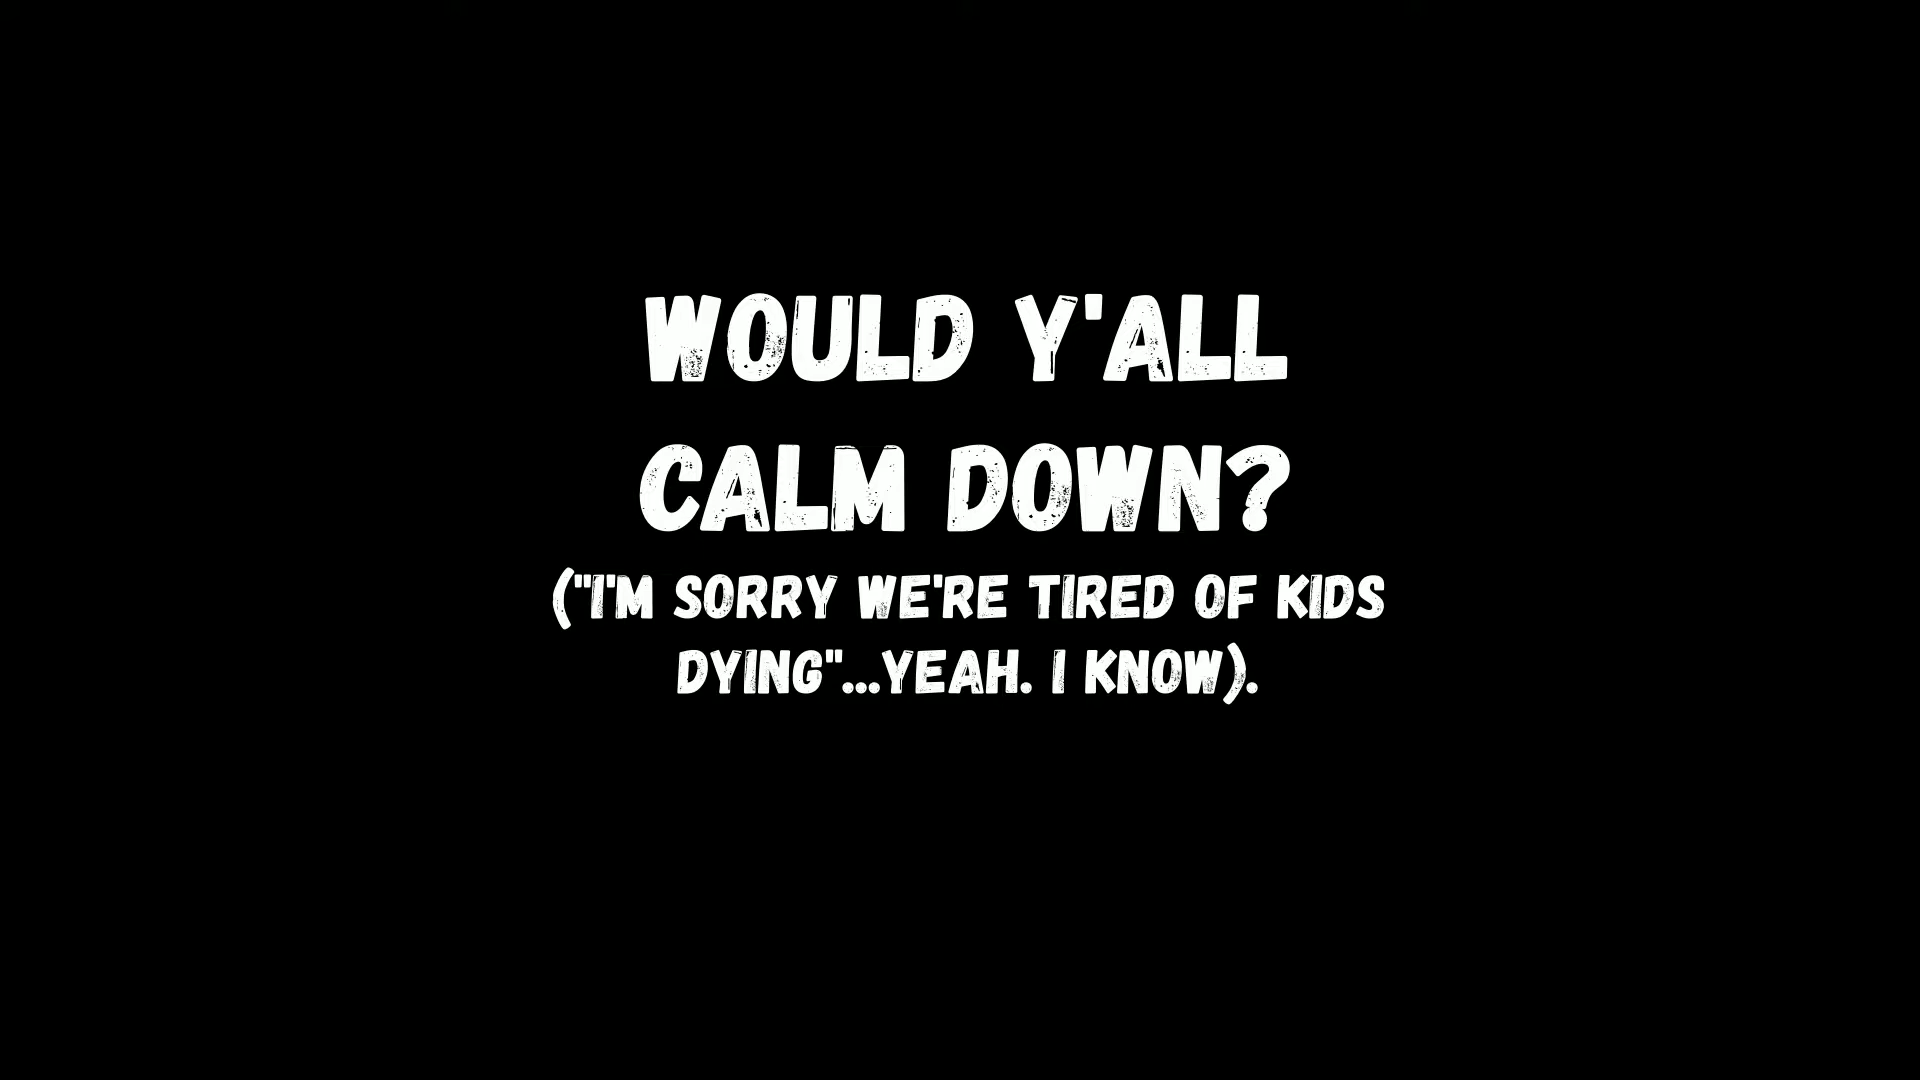 WOULD Y'ALL
CALM DOWN?
("I'M SORRY WE'RE TIRED OF KIDS
DYING"...YEAH. I KNOW).